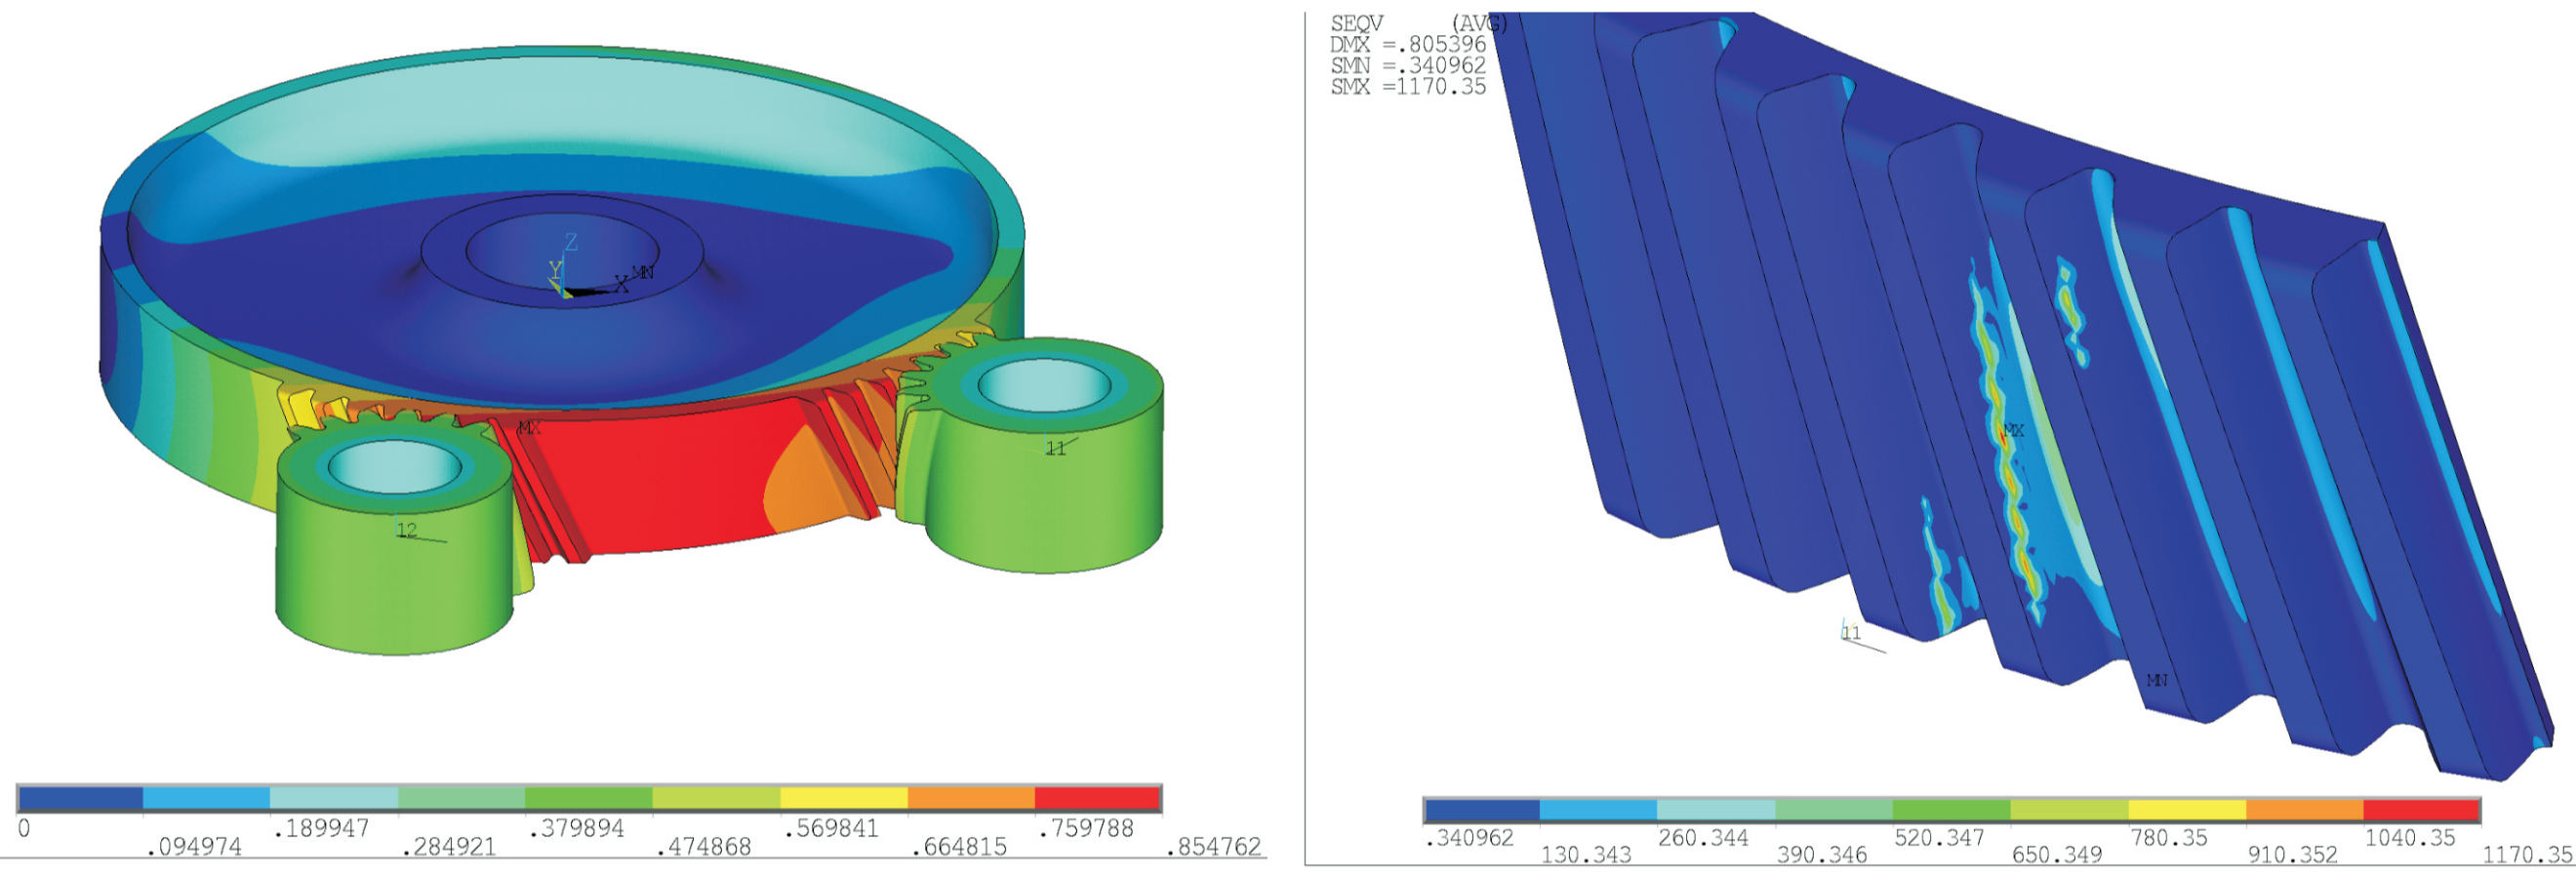 Z
Y
MN
X
MX
11
12
0
.189947
.379894
.569841
.759788
.094974
.284921
.474868
.664815
.854762
SEQV (AVG)
DMX =.805396
SMN =.340962
SMX =1170.35
MX
11
MN
.340962
260.344
520.347
780.35
1040.35
130.343
390.346
650.349
910.352
1170.35